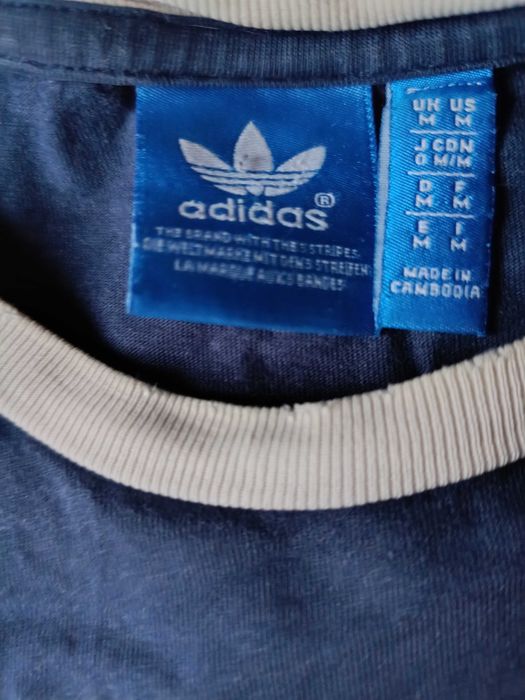 adidas®
THE BRAND WITH THE 3 STRIPES
DIE WELTMARKE MIT DEN 3 STREIFEN
LA MARQUE AUX 3 BANDES
UK US
M M
J CDN
O M/M
D F
M M
E F
M M
MADE IN
CAMBODIA